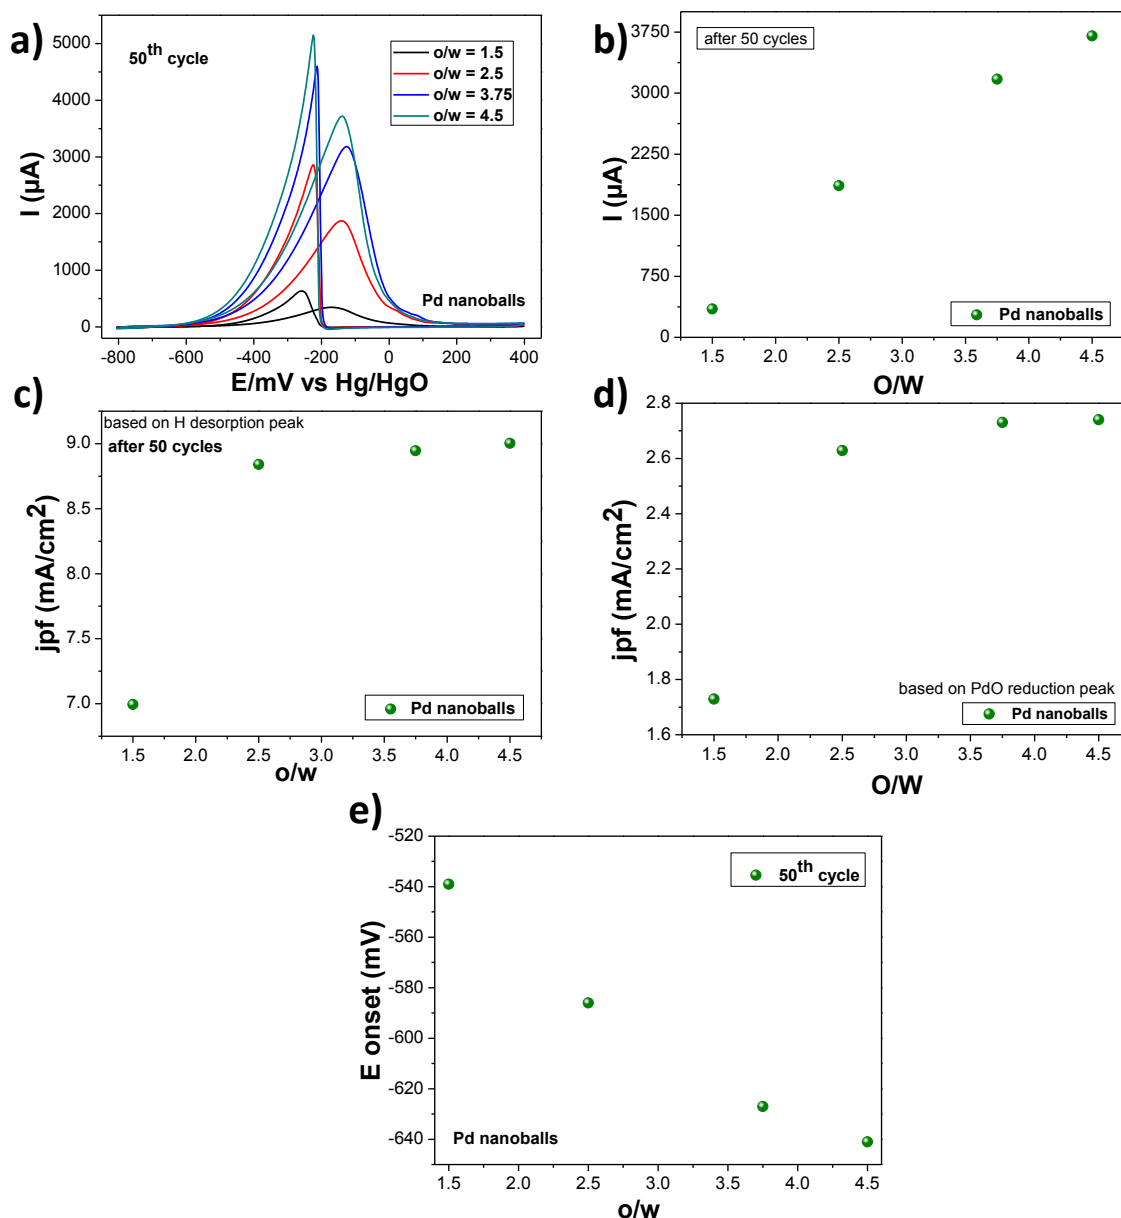 a)
50th cycle
o/w = 1.5
o/w = 2.5
o/w = 3.75
o/w = 4.5
Pd nanoballs
I (µA)
5000
4000
3000
2000
1000
0
-800 -600 -400 -200 0 200 400
E/mV vs Hg/HgO
b)
after 50 cycles
Pd nanoballs
I (µA)
3750
3000
2250
1500
750
0
1.5 2.0 2.5 3.0 3.5 4.0 4.5
O/W
c)
based on H desorption peak
after 50 cycles
Pd nanoballs
jpf (mA/cm2)
9.0
8.5
8.0
7.5
7.0
1.5 2.0 2.5 3.0 3.5 4.0 4.5
o/w
d)
based on PdO reduction peak
Pd nanoballs
jpf (mA/cm2)
2.8
2.6
2.4
2.2
2.0
1.8
1.6
1.5 2.0 2.5 3.0 3.5 4.0 4.5
O/W
e)
50th cycle
Pd nanoballs
E onset (mV)
-520
-540
-560
-580
-600
-620
-640
1.5 2.0 2.5 3.0 3.5 4.0 4.5
o/w